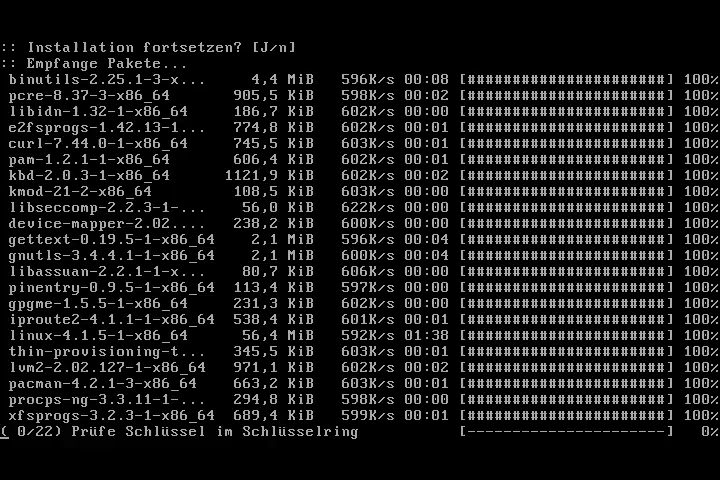 :: Installation fortsetzen? [J/n]
:: Empfange Pakete...
binutils-2.25.1-3-x... 4,4 MiB 596K/s 00:08 [######################] 100%
pcre-8.37-3-x86_64 905,5 KiB 598K/s 00:02 [######################] 100%
libidn-1.32-1-x86_64 186,7 KiB 602K/s 00:00 [######################] 100%
e2fsprogs-1.42.13-1... 774,8 KiB 602K/s 00:01 [######################] 100%
curl-7.44.0-1-x86_64 745,5 KiB 603K/s 00:01 [######################] 100%
pam-1.2.1-1-x86_64 606,4 KiB 602K/s 00:01 [######################] 100%
kbd-2.0.3-1-x86_64 1121,9 KiB 602K/s 00:02 [######################] 100%
kmod-21-2-x86_64 108,5 KiB 603K/s 00:00 [######################] 100%
libseccomp-2.2.3-1-... 56,0 KiB 622K/s 00:00 [######################] 100%
device-mapper-2.02.... 238,2 KiB 600K/s 00:00 [######################] 100%
gettext-0.19.5-1-x86_64 2,1 MiB 596K/s 00:04 [######################] 100%
gnutls-3.4.4.1-1-x86_64 2,1 MiB 600K/s 00:04 [######################] 100%
libassuan-2.2.1-1-x... 80,7 KiB 606K/s 00:00 [######################] 100%
pinentry-0.9.5-1-x86_64 113,4 KiB 597K/s 00:00 [######################] 100%
gpgme-1.5.5-1-x86_64 231,3 KiB 602K/s 00:00 [######################] 100%
iproute2-4.1.1-1-x86_64 538,4 KiB 601K/s 00:01 [######################] 100%
linux-4.1.5-1-x86_64 56,4 MiB 592K/s 01:38 [######################] 100%
thin-provisioning-t... 345,5 KiB 603K/s 00:01 [######################] 100%
lvm2-2.02.127-1-x86_64 971,1 KiB 602K/s 00:02 [######################] 100%
pacman-4.2.1-3-x86_64 663,2 KiB 603K/s 00:01 [######################] 100%
procps-ng-3.3.11-1-... 294,8 KiB 598K/s 00:00 [######################] 100%
xfsprogs-3.2.3-1-x86_64 689,4 KiB 599K/s 00:01 [######################] 100%
( 0/22) Prüfe Schlüssel im Schlüsselring [----------------------] 0%